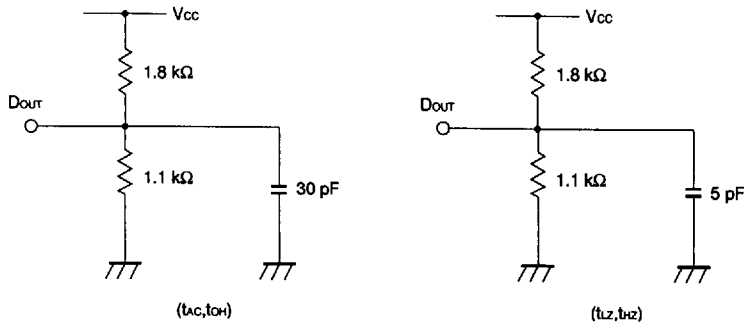 Vcc
1.8 kΩ
DOUT
1.1 kΩ
30 pF
(tAC,tOH)
Vcc
1.8 kΩ
DOUT
1.1 kΩ
5 pF
(tLZ,tHZ)